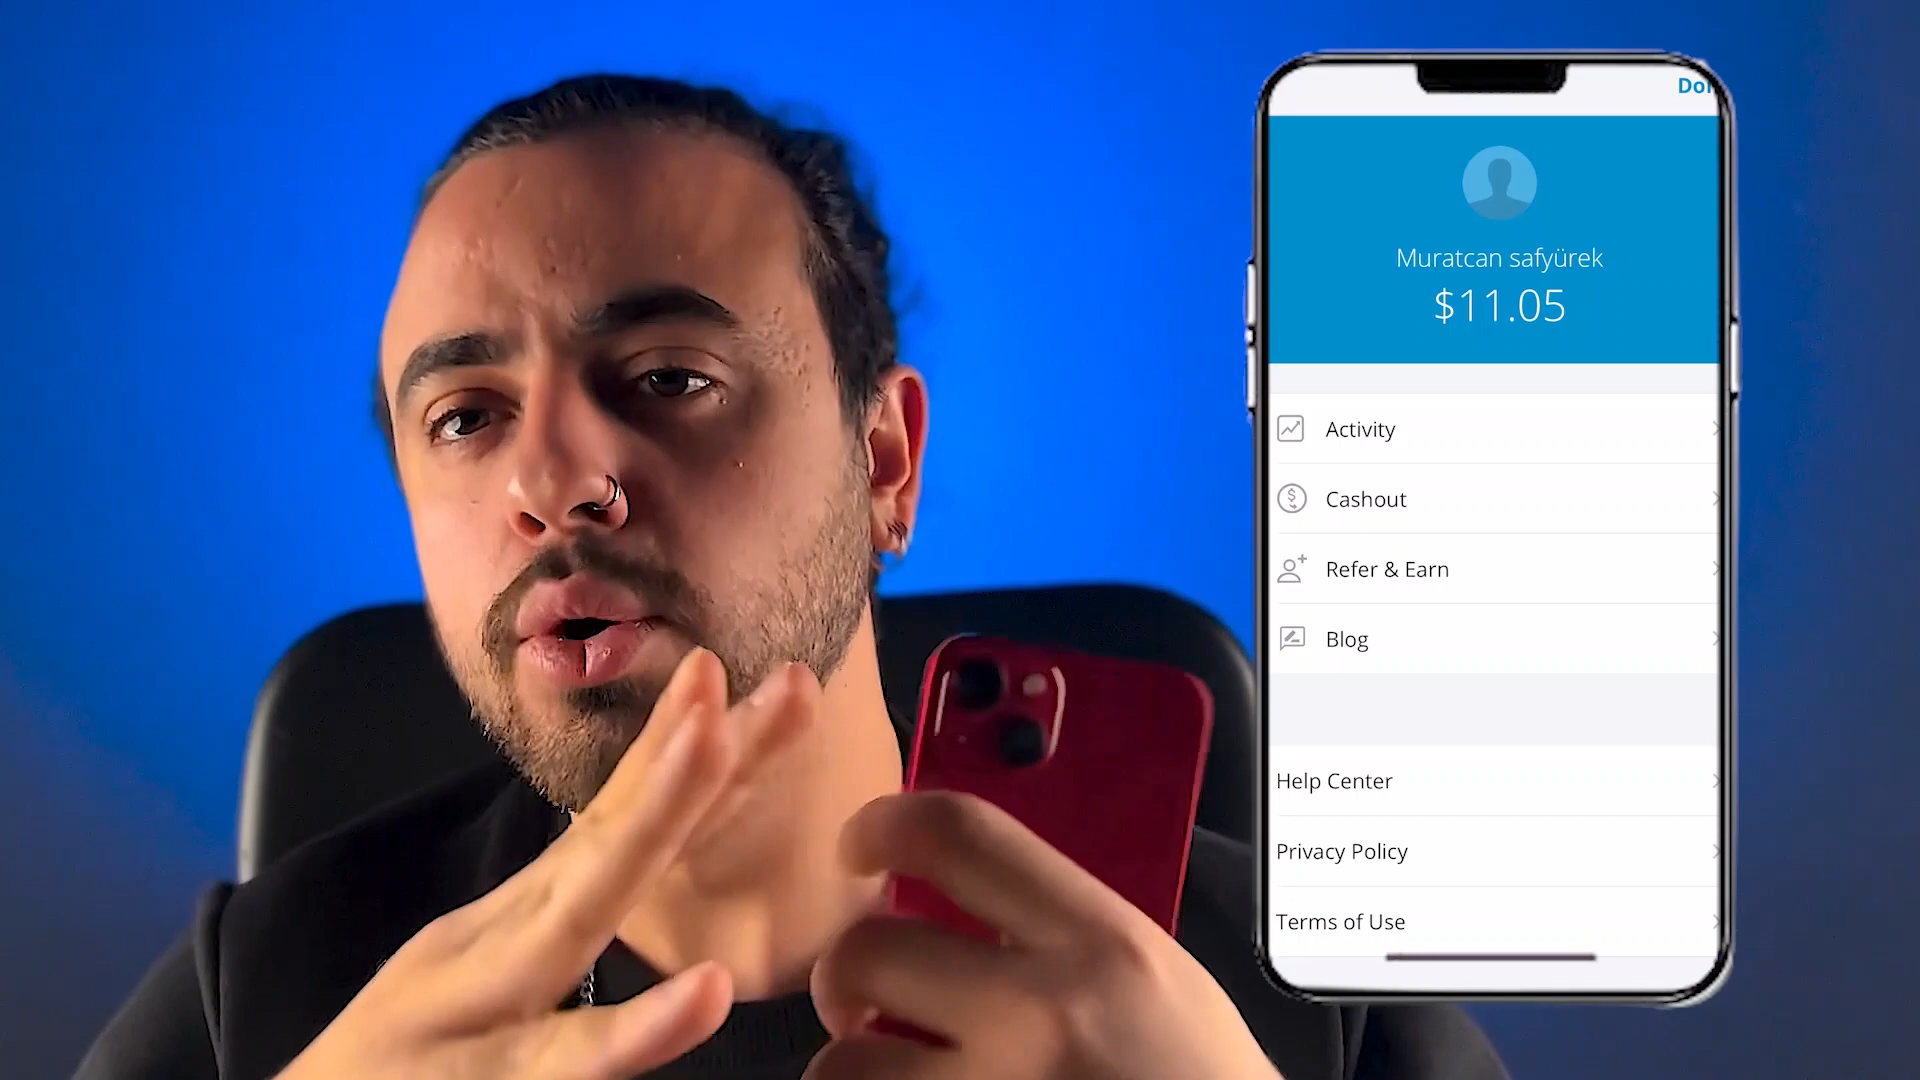 Muratcan safyürek
$11.05
Activity
Cashout
Refer & Earn
Blog
Help Center
Privacy Policy
Terms of Use